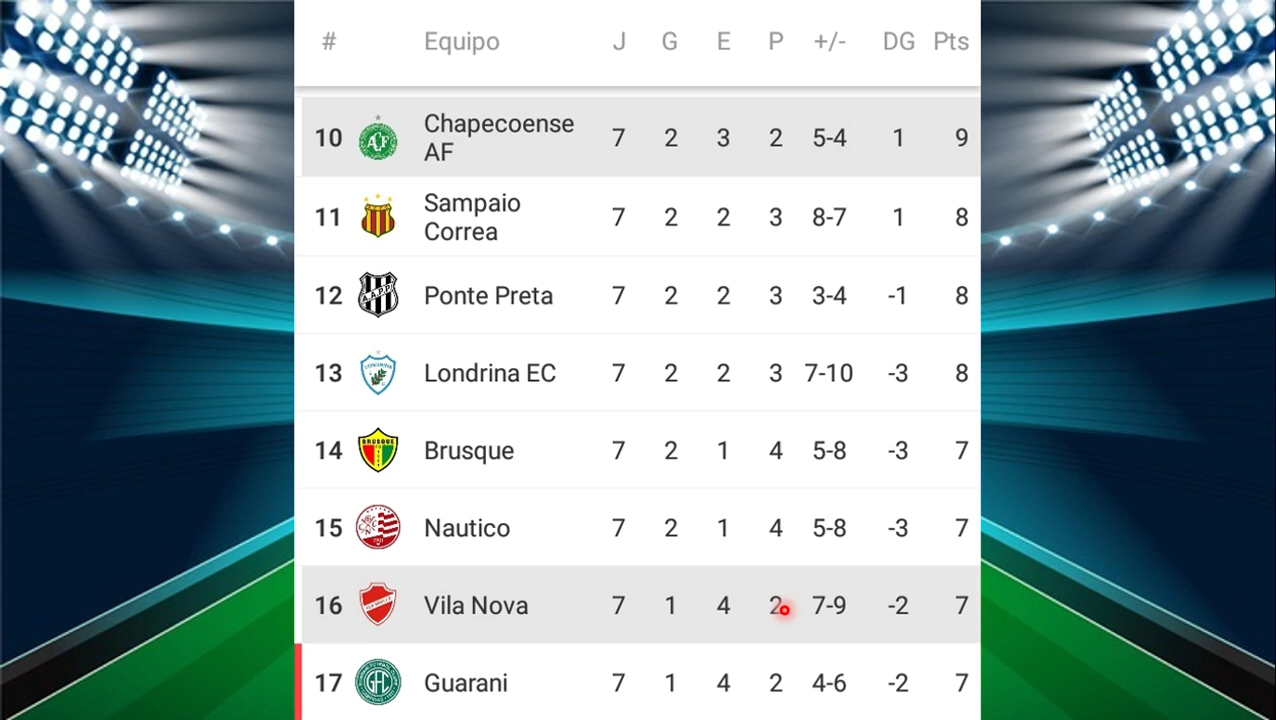 # Equipo J G E P +/- DG Pts
10 Chapecoense AF 7 2 3 2 5-4 1 9
11 Sampaio Correa 7 2 2 3 8-7 1 8
12 Ponte Preta 7 2 2 3 3-4 -1 8
13 Londrina EC 7 2 2 3 7-10 -3 8
14 BRUSQUE Brusque 7 2 1 4 5-8 -3 7
15 Nautico 7 2 1 4 5-8 -3 7
16 Vila Nova 7 1 4 2 7-9 -2 7
17 GFC Guarani 7 1 4 2 4-6 -2 7